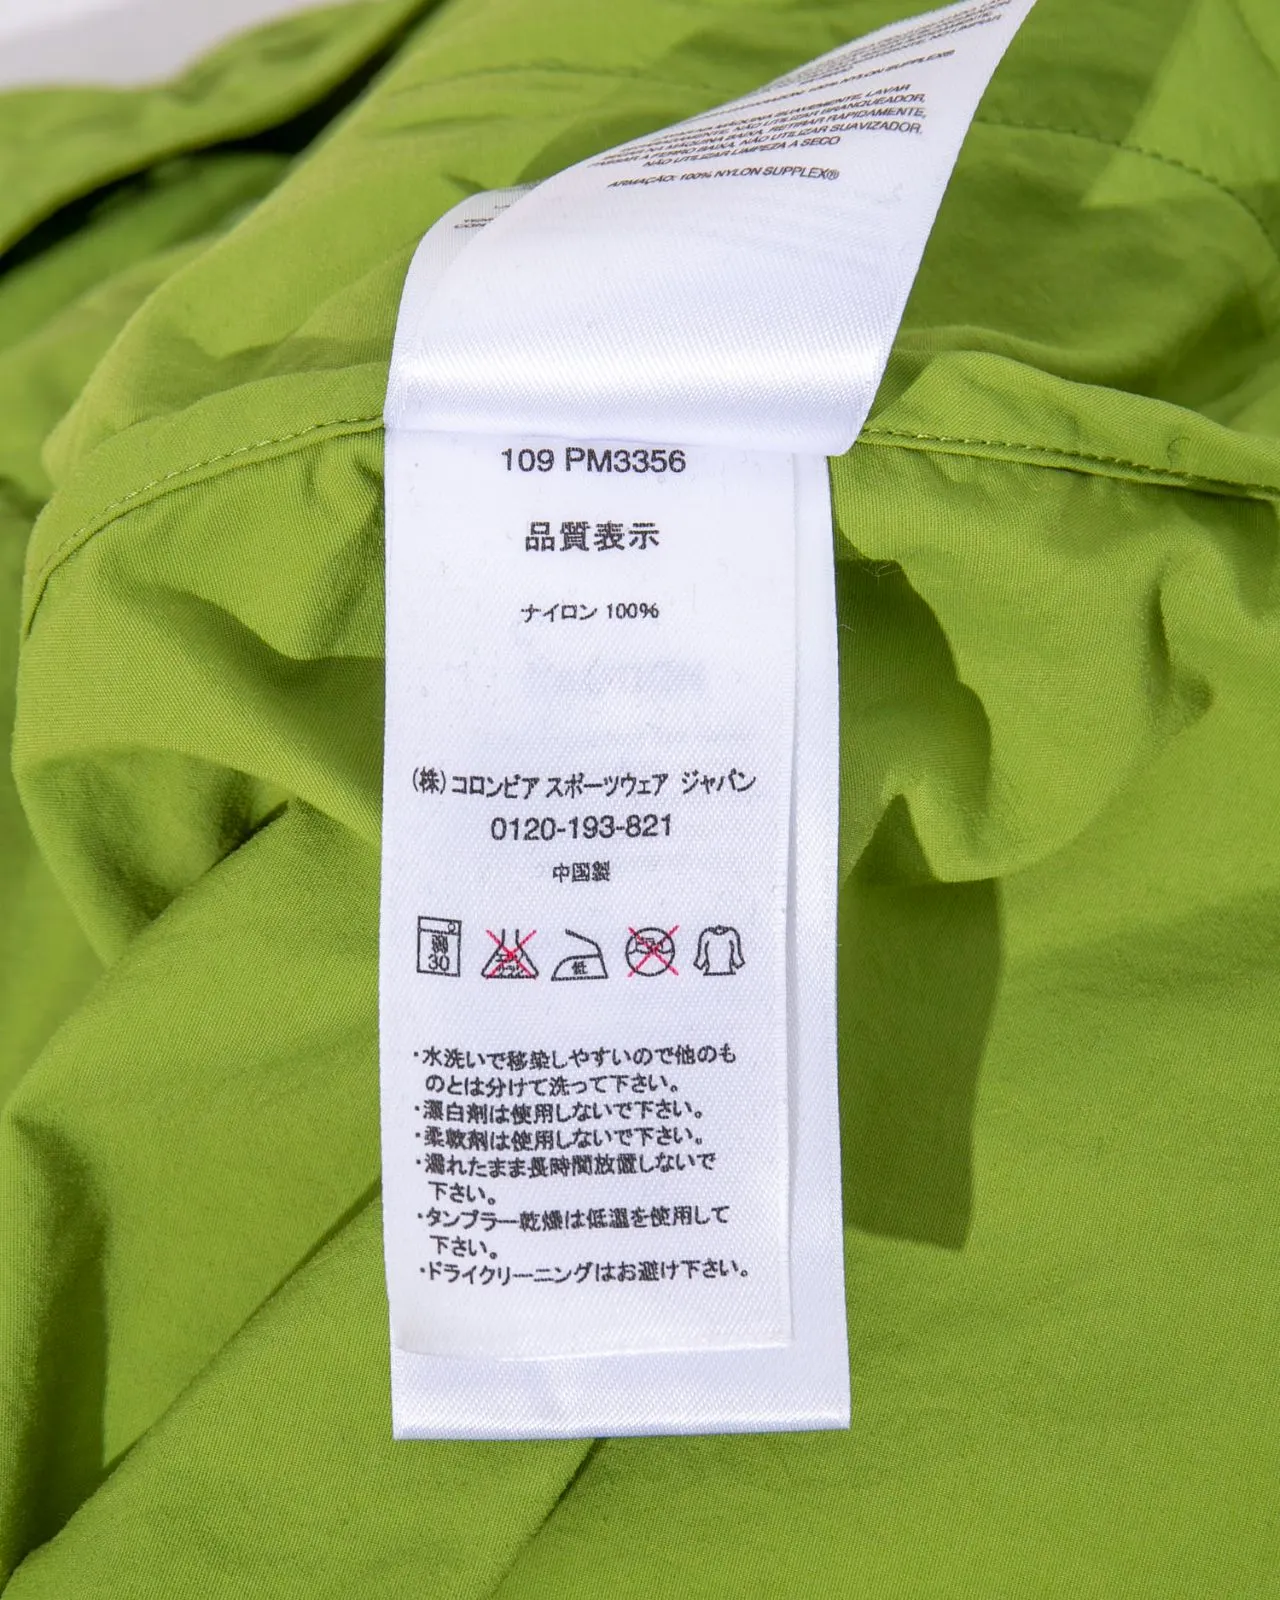 NÃO UTILIZAR LIMPEZA A SECO
ARMAÇÃO: 100% NYLON SUPPLEX®
109 PM3356
品質表示
ナイロン 100%
(株)コロンビア スポーツウェア ジャパン
0120-193-821
中国製
弱
30
低
・水洗いで移染しやすいので他のも
のとは分けて洗って下さい。
・漂白剤は使用しないで下さい。
・柔軟剤は使用しないで下さい。
・濡れたまま長時間放置しないで
下さい。
・タンブラー乾燥は低温を使用して
下さい。
・ドライクリーニングはお避け下さい。